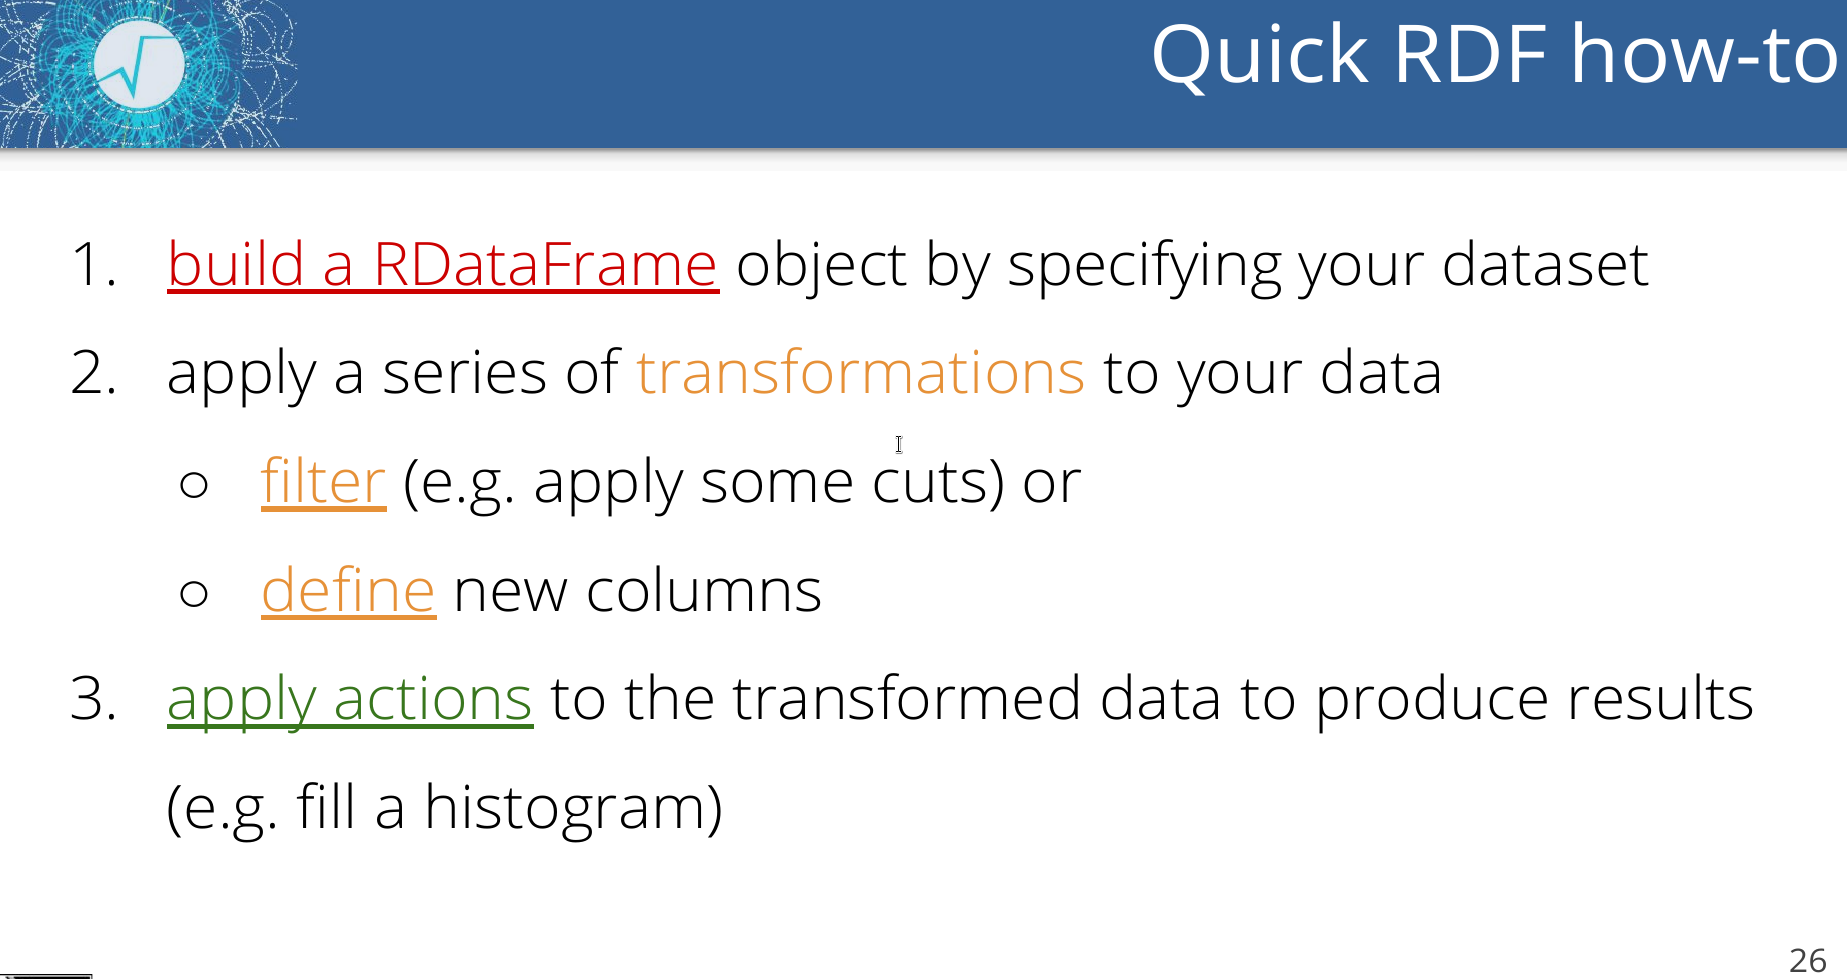 Quick RDF how-to
1. build a RDataFrame object by specifying your dataset
2. apply a series of transformations to your data
○ filter (e.g. apply some cuts) or
○ define new columns
3. apply actions to the transformed data to produce results
(e.g. fill a histogram)
26